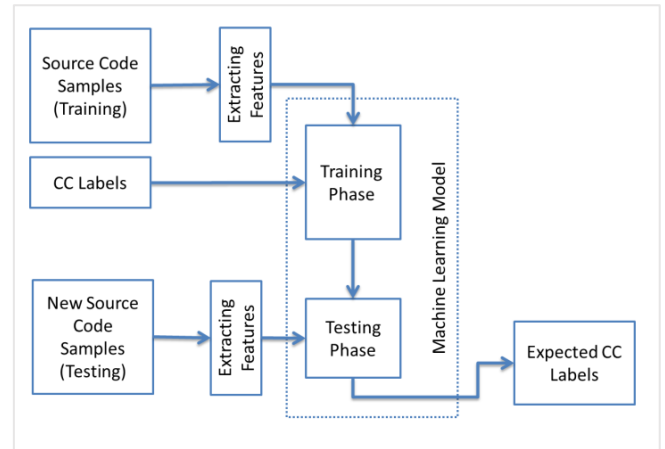 Source Code
Samples
(Training)
Extracting
Features
CC Labels
Training
Phase
Machine Learning Model
New Source
Code
Samples
(Testing)
Extracting
Features
Testing
Phase
Expected CC
Labels